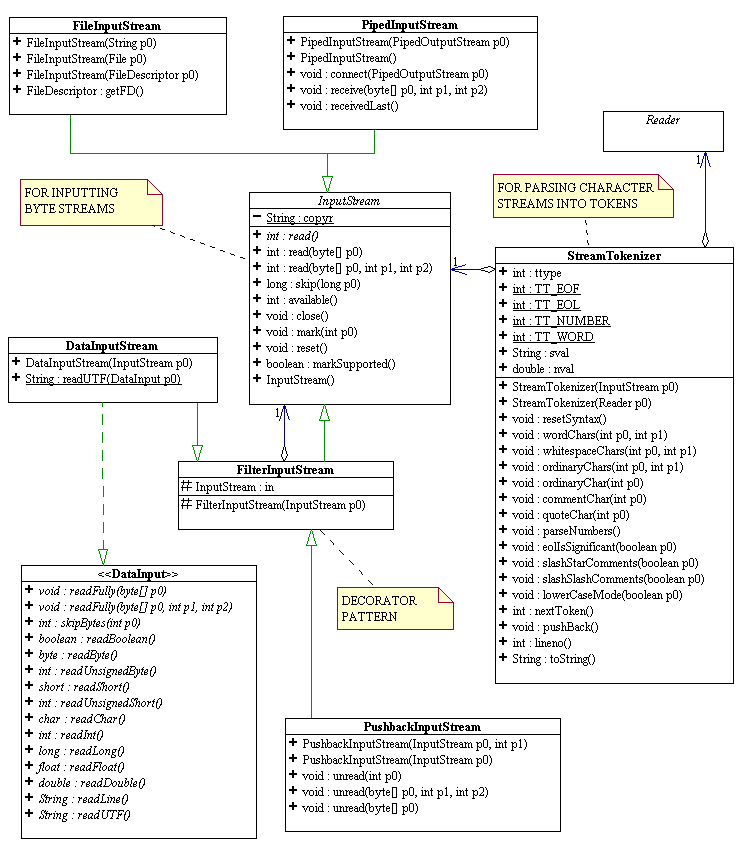 FileInputStream
+ FileInputStream(String p0)
+ FileInputStream(File p0)
+ FileInputStream(FileDescriptor p0)
+ FileDescriptor : getFD()
PipedInputStream
+ PipedInputStream(PipedOutputStream p0)
+ PipedInputStream()
+ void : connect(PipedOutputStream p0)
+ void : receive(byte[] p0, int p1, int p2)
+ void : receivedLast()
Reader
1
FOR INPUTTING
BYTE STREAMS
InputStream
− String : copyr
+ int : read()
+ int : read(byte[] p0)
+ int : read(byte[] p0, int p1, int p2)
+ long : skip(long p0)
+ int : available()
+ void : close()
+ void : mark(int p0)
+ void : reset()
+ boolean : markSupported()
+ InputStream()
1
1
FOR PARSING CHARACTER
STREAMS INTO TOKENS
StreamTokenizer
+ int : ttype
+ int : TT_EOF
+ int : TT_EOL
+ int : TT_NUMBER
+ int : TT_WORD
+ String : sval
+ double : nval
+ StreamTokenizer(InputStream p0)
+ StreamTokenizer(Reader p0)
+ void : resetSyntax()
+ void : wordChars(int p0, int p1)
+ void : whitespaceChars(int p0, int p1)
+ void : ordinaryChars(int p0, int p1)
+ void : ordinaryChar(int p0)
+ void : commentChar(int p0)
+ void : quoteChar(int p0)
+ void : parseNumbers()
+ void : eolIsSignificant(boolean p0)
+ void : slashStarComments(boolean p0)
+ void : slashSlashComments(boolean p0)
+ void : lowerCaseMode(boolean p0)
+ int : nextToken()
+ void : pushBack()
+ int : lineno()
+ String : toString()
DataInputStream
+ DataInputStream(InputStream p0)
+ String : readUTF(DataInput p0)
FilterInputStream
# InputStream : in
# FilterInputStream(InputStream p0)
DECORATOR
PATTERN
<<DataInput>>
+ void : readFully(byte[] p0)
+ void : readFully(byte[] p0, int p1, int p2)
+ int : skipBytes(int p0)
+ boolean : readBoolean()
+ byte : readByte()
+ int : readUnsignedByte()
+ short : readShort()
+ int : readUnsignedShort()
+ char : readChar()
+ int : readInt()
+ long : readLong()
+ float : readFloat()
+ double : readDouble()
+ String : readLine()
+ String : readUTF()
PushbackInputStream
+ PushbackInputStream(InputStream p0, int p1)
+ PushbackInputStream(InputStream p0)
+ void : unread(int p0)
+ void : unread(byte[] p0, int p1, int p2)
+ void : unread(byte[] p0)